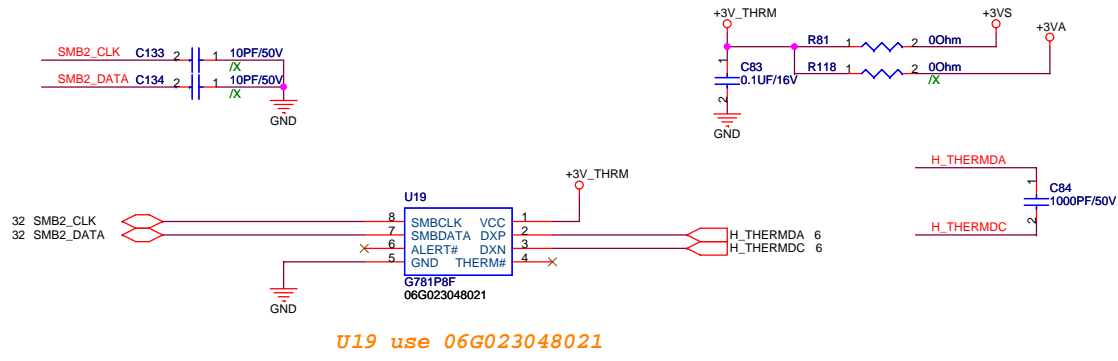 +3V_THRM
+3VS
+3VA
SMB2_CLK C133 2 1 10PF/50V
/X
SMB2_DATA C134 2 1 10PF/50V
/X
GND
R81 1 2 0Ohm
R118 1 2 0Ohm
/X
1 C83
0.1UF/16V
2
GND
H_THERMDA
1 C84
1000PF/50V
2
H_THERMDC
+3V_THRM
U19
32 SMB2_CLK 8 SMBCLK VCC 1
32 SMB2_DATA 7 SMBDATA DXP 2 H_THERMDA 6
6 ALERT# DXN 3 H_THERMDC 6
5 GND THERM# 4
G781P8F
06G023048021
GND
U19 use 06G023048021